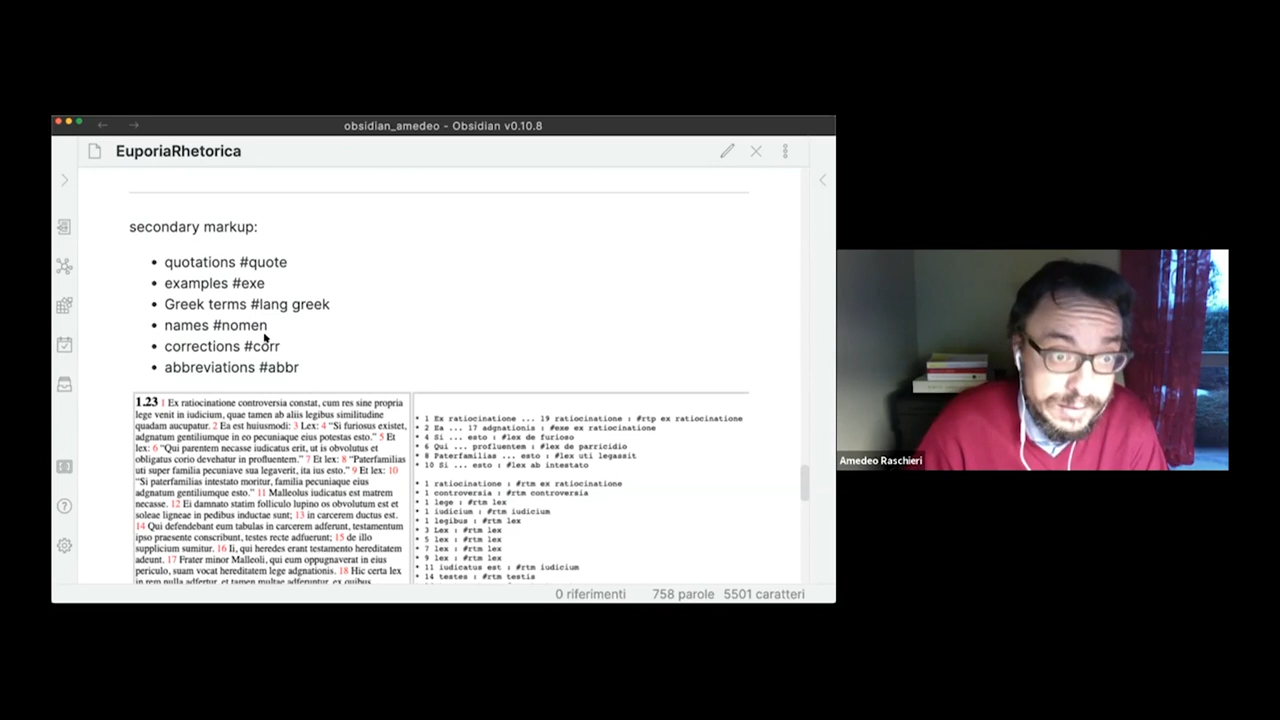 obsidian_amedeo - Obsidian v0.10.8
EuporiaRhetorica
secondary markup:
• quotations #quote
• examples #exe
• Greek terms #lang greek
• names #nomen
• corrections #corr
• abbreviations #abbr
1.23 1 Ex ratiocinatione controversia constat, cum res sine propria
lege venit in iudicium, quae tamen ab aliis legibus similitudine
quadam aucupatur. 2 Ea est huiusmodi: 3 Lex: 4 “Si furiosus existet,
adgnatum gentiliumque in eo pecuniaque eius potestas esto.” 5 Et
lex: 6 “Qui parentem necasse iudicatus erit, ut is obvolutus et
obligatus corio devehatur in profluentem.” 7 Et lex: 8 “Paterfamilias
uti super familia pecuniave sua legaverit, ita ius esto.” 9 Et lex: 10
“Si paterfamilias intestato moritur, familia pecuniaque eius
adgnatum gentiliumque esto.” 11 Malleolus iudicatus est matrem
necasse. 12 Ei damnato statim folliculo lupino os obvolutum est et
soleae ligneae in pedibus inductae sunt; 13 in carcerem ductus est.
14 Qui defendebant eum tabulas in carcerem adferunt, testamentum
ipso praesente conscribunt, testes recte adfuerunt; 15 de illo
supplicium sumitur. 16 Ii, qui heredes erant testamento hereditatem
adeunt. 17 Frater minor Malleoli, qui eum oppugnaverat in eius
periculo, suam vocat hereditatem lege adgnationis. 18 Hic certa lex
in rem nulla adfertur, et tamen multae adferuntur, ex quibus
* 1 Ex ratiocinatione ... 19 ratiocinatione : #rtp ex ratiocinatione
* 2 Ea ... 17 adgnationis : #exe ex ratiocinatione
* 4 Si ... esto : #lex de furioso
* 6 Qui ... profluentem : #lex de parricidio
* 8 Paterfamilias ... esto : #lex uti legassit
* 10 Si ... esto : #lex ab intestato
* 1 ratiocinatione : #rtm ex ratiocinatione
* 1 controversia : #rtm controversia
* 1 lege : #rtm lex
* 1 iudicium : #rtm iudicium
* 1 legibus : #rtm lex
* 3 Lex : #rtm lex
* 5 lex : #rtm lex
* 7 lex : #rtm lex
* 9 lex : #rtm lex
* 11 iudicatus est : #rtm iudicium
* 14 testes : #rtm testis
0 riferimenti 758 parole 5501 caratteri
Amedeo Raschieri